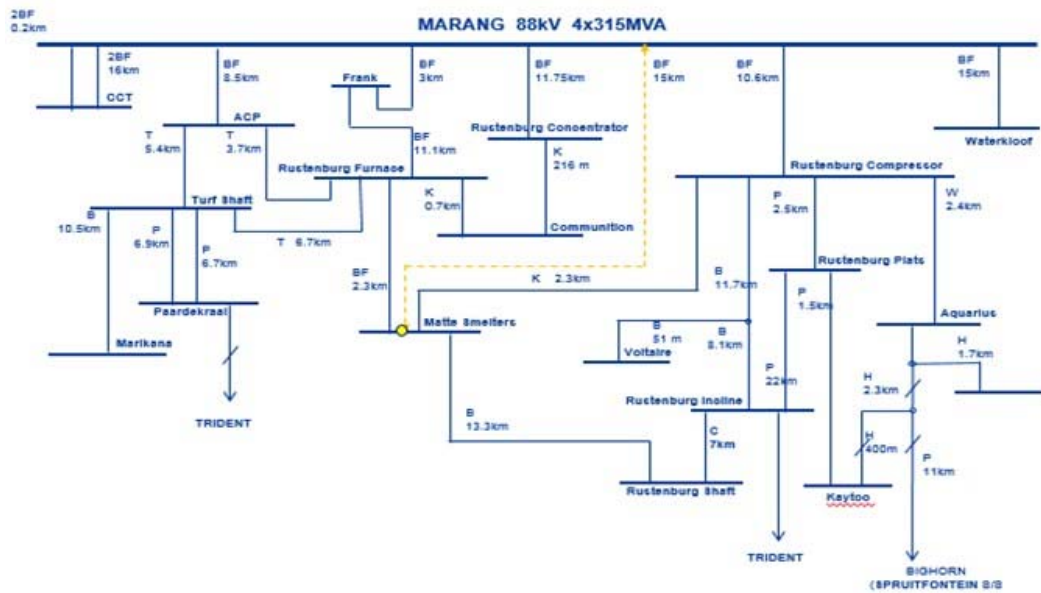 2BF
0.2km
MARANG 88kV 4x315MVA
2BF
16km
CCT
BF
8.5km
Frank
BF
3km
BF
11.75km
BF
15km
BF
10.6km
BF
15km
ACP
T
5.4km
T
3.7km
BF
11.1km
Rustenburg Concentrator
K
216 m
Waterkloof
Rustenburg Furnace
Rustenburg Compressor
K
0.7km
P
2.5km
W
2.4km
Turf Shaft
B
10.5km
P
6.9km
P
6.7km
T 6.7km
Communition
BF
2.3km
K 2.3km
B
11.7km
Rustenburg Plats
P
1.5km
Paardekraal
Matte Smelters
Aquarius
Marikana
B
51 m
Voltaire
B
8.1km
H
1.7km
P
22km
H
2.3km
Rustenburg Incline
TRIDENT
B
13.3km
C
7km
H
400m
P
11km
Rustenburg Shaft
Kaytoo
TRIDENT
BIGHORN
(SPRUITFONTEIN S/S